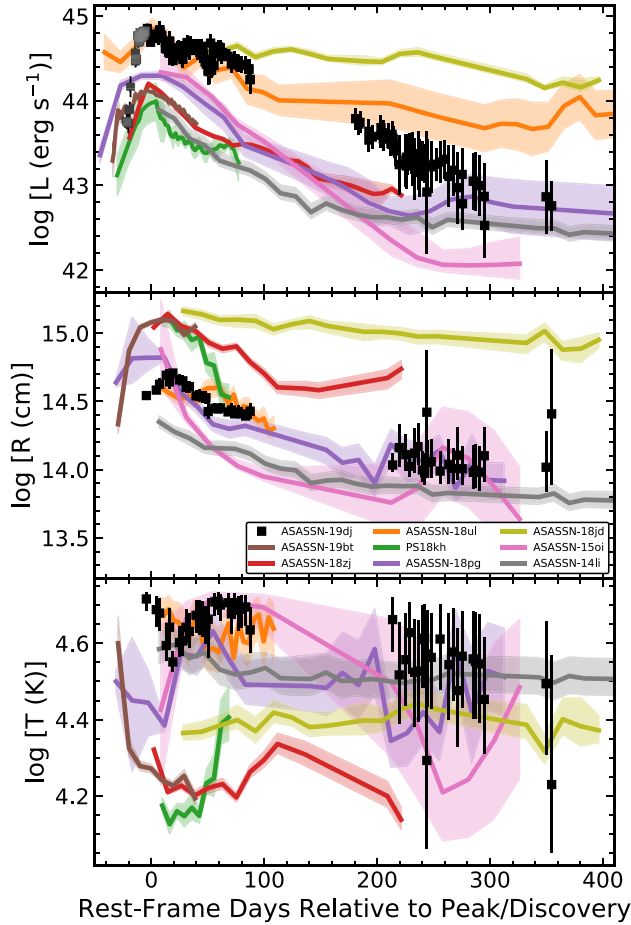 45
44
43
42
log [L (erg s⁻¹)]
15.0
14.5
14.0
13.5
log [R (cm)]
ASASSN-19dj ASASSN-18ul ASASSN-18jd
ASASSN-19bt PS18kh ASASSN-15oi
ASASSN-18zj ASASSN-18pg ASASSN-14li
4.6
4.4
4.2
log [T (K)]
0 100 200 300 400
Rest-Frame Days Relative to Peak/Discovery